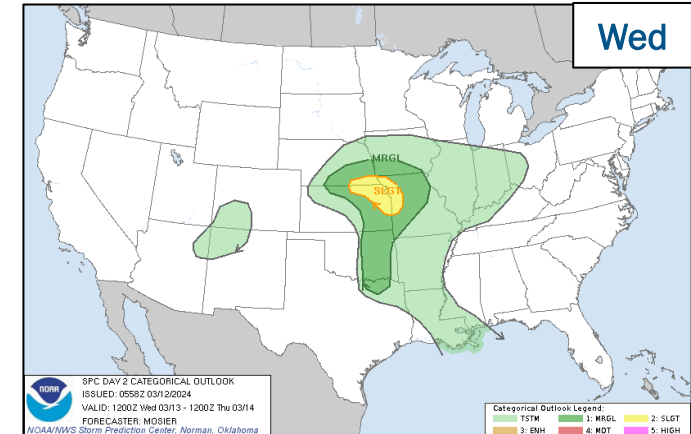 Wed
MRGL
SLGT
NOAA
SPC DAY 2 CATEGORICAL OUTLOOK
ISSUED: 0558Z 03/12/2024
VALID: 1200Z Wed 03/13 - 1200Z Thu 03/14
FORECASTER: MOSIER
NOAA/NWS Storm Prediction Center, Norman, Oklahoma
Categorical Outlook Legend:
TSTM 1: MRGL 2: SLGT
3: ENH 4: MDT 5: HIGH